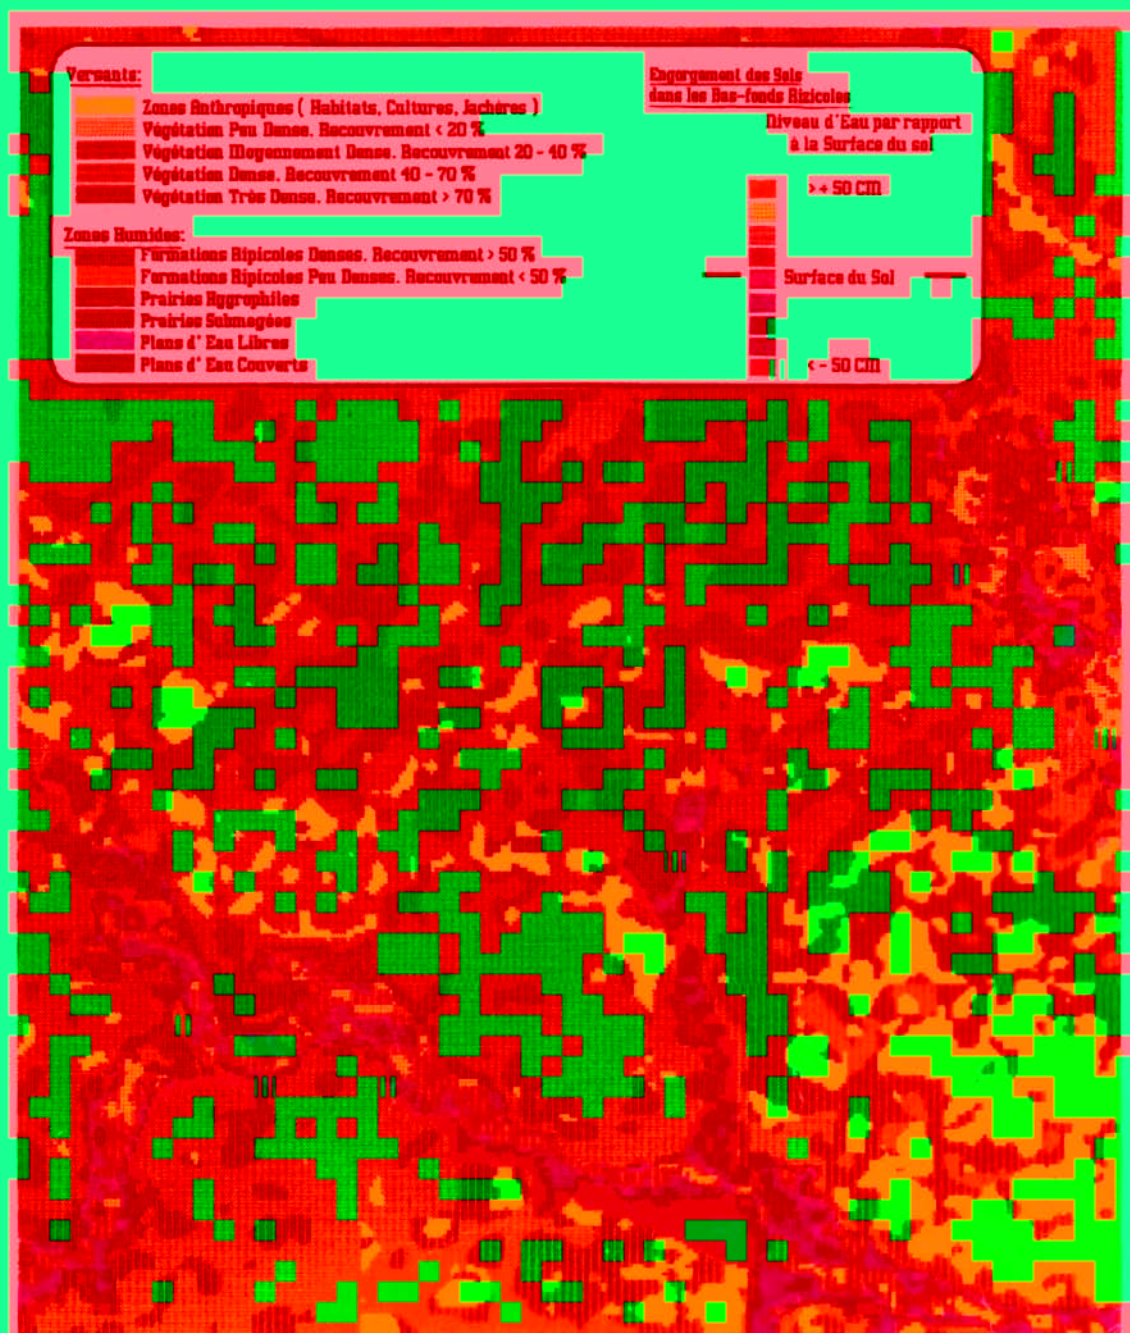 Versants:
Zones Anthropiques ( Habitats, Cultures, Jachères )
Végétation Peu Dense. Recouvrement < 20 %
Végétation Moyennement Dense. Recouvrement 20 - 40 %
Végétation Dense. Recouvrement 40 - 70 %
Végétation Très Dense. Recouvrement > 70 %
Zones Humides:
Formations Ripicoles Denses. Recouvrement > 50 %
Formations Ripicoles Peu Denses. Recouvrement < 50 %
Prairies Hygrophiles
Prairies Submegées
Plans d' Eau Libres
Plans d' Eau Couverts
Engorgement des Sols
dans les Bas-fonds Rizicoles
Niveau d'Eau par rapport
à la Surface du sol
> + 50 CM
Surface du Sol
< - 50 CM